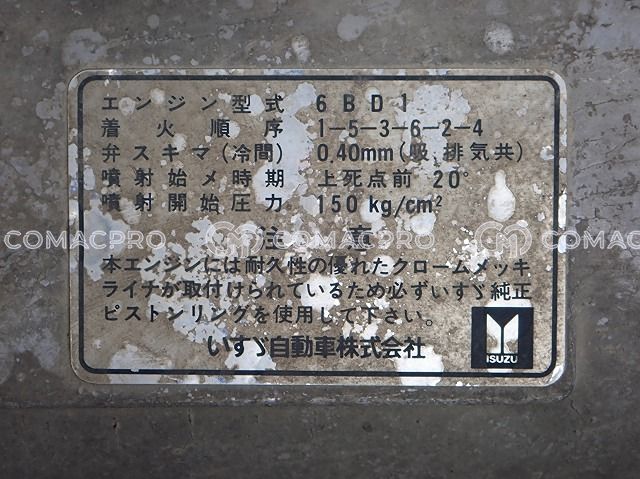 エンジン型式 6BD1
着火順序 1-5-3-6-2-4
弁スキマ(冷間) 0.40mm(吸,排気共)
噴射始メ時期 上死点前 20°
噴射開始圧力 150 kg/cm²
注意
COMACPRO COMACPRO
本エンジンには耐久性の優れたクロームメッキ
ライナが取付けられているため必ずいすゞ純正
ピストンリングを使用して下さい。
いすゞ自動車株式会社
ISUZU